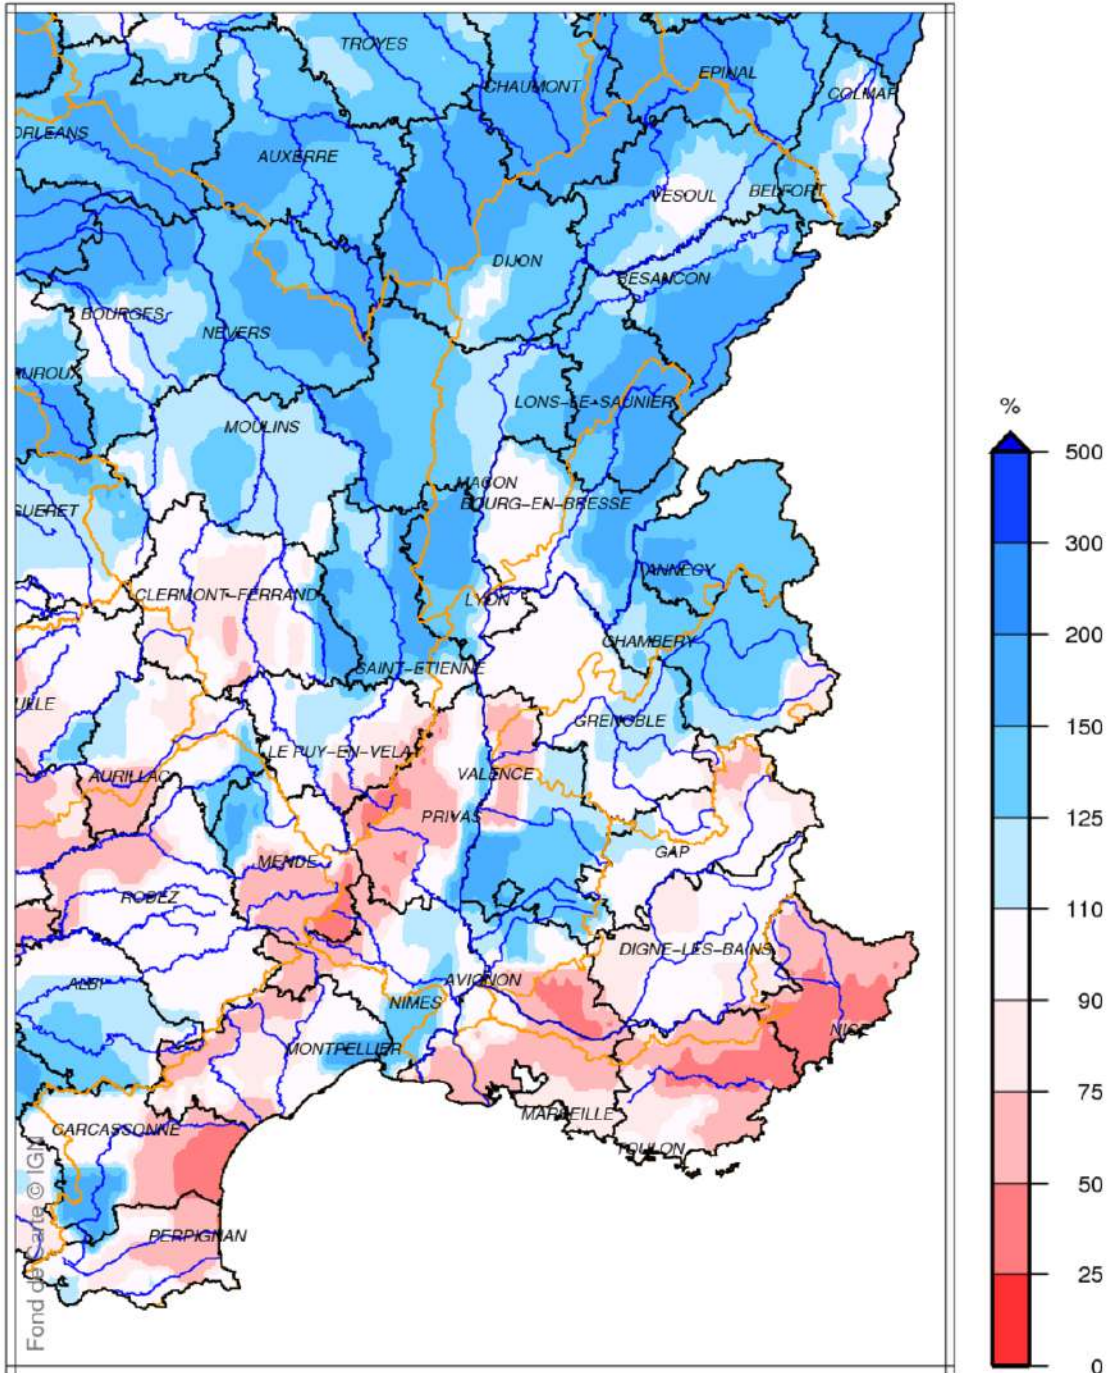 TROYES
EPINAL
CHAUMONT
COLMAR
ORLEANS
AUXERRE
VESOUL
BELFORT
DIJON
BESANCON
BOURGES
NEVERS
AUROUX
LONS-LE-SAUNIER
%
MOULINS
500
MACON
BOURG-EN-BRESSE
GUERET
300
ANNECY
CLERMONT-FERRAND
LYON
200
CHAMBERY
SAINT-ETIENNE
ULLE
GRENOBLE
150
LE PUY-EN-VELAY
AURILLAC
VALENCE
PRIVAS
125
GAP
MENDE
RODEZ
110
DIGNE-LES-BAINS
ALBI
AVIGNON
90
NIMES
NICE
MONTPELLIER
75
MARSEILLE
CARCASSONNE
TOULON
50
PERPIGNAN
25
Fond de Carte © IGN
0